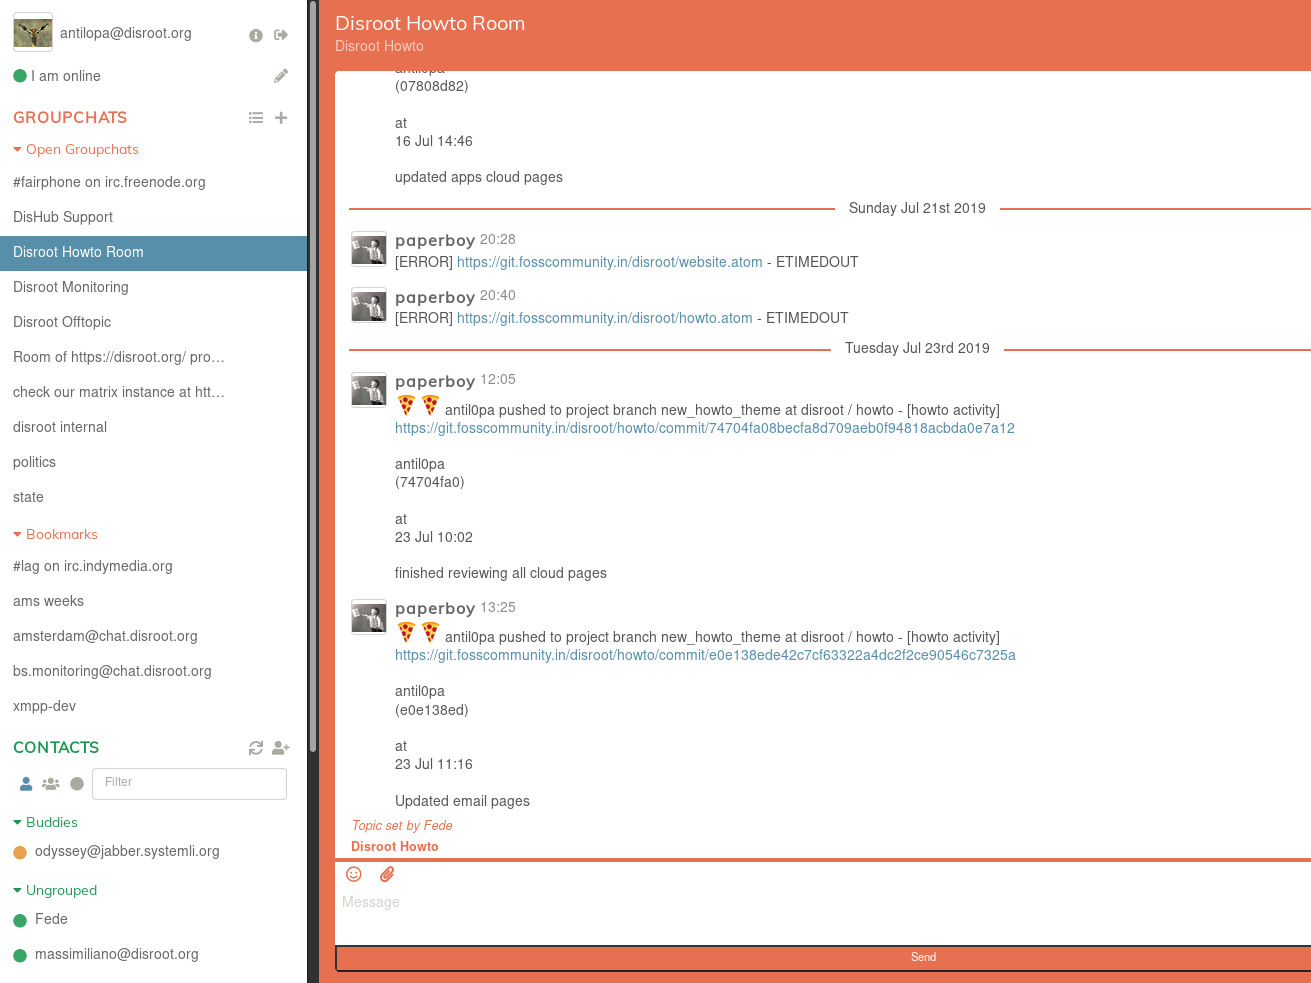 antilopa@disroot.org
I am online
GROUPCHATS
Open Groupchats
#fairphone on irc.freenode.org
DisHub Support
Disroot Howto Room
Disroot Monitoring
Disroot Offtopic
Room of https://disroot.org/ pro…
check our matrix instance at htt…
disroot internal
politics
state
Bookmarks
#lag on irc.indymedia.org
ams weeks
amsterdam@chat.disroot.org
bs.monitoring@chat.disroot.org
xmpp-dev
CONTACTS
Filter
Buddies
odyssey@jabber.systemli.org
Ungrouped
Fede
massimiliano@disroot.org
Disroot Howto Room
Disroot Howto
antil0pa
(07808d82)
at
16 Jul 14:46
updated apps cloud pages
Sunday Jul 21st 2019
paperboy 20:28
[ERROR] https://git.fosscommunity.in/disroot/website.atom - ETIMEDOUT
paperboy 20:40
[ERROR] https://git.fosscommunity.in/disroot/howto.atom - ETIMEDOUT
Tuesday Jul 23rd 2019
paperboy 12:05
antil0pa pushed to project branch new_howto_theme at disroot / howto - [howto activity]
https://git.fosscommunity.in/disroot/howto/commit/74704fa08becfa8d709aeb0f94818acbda0e7a12
antil0pa
(74704fa0)
at
23 Jul 10:02
finished reviewing all cloud pages
paperboy 13:25
antil0pa pushed to project branch new_howto_theme at disroot / howto - [howto activity]
https://git.fosscommunity.in/disroot/howto/commit/e0e138ede42c7cf63322a4dc2f2ce90546c7325a
antil0pa
(e0e138ed)
at
23 Jul 11:16
Updated email pages
Topic set by Fede
Disroot Howto
Message
Send